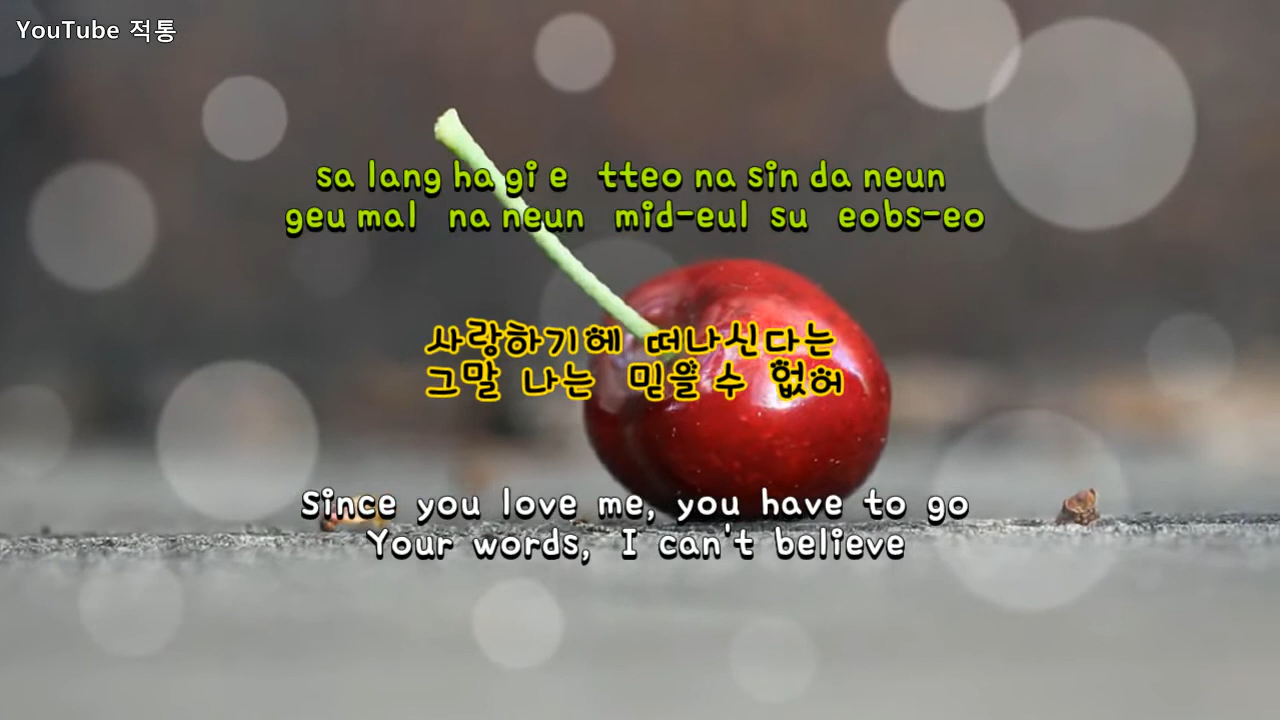 YouTube 적통
sa lang ha gi e tteo na sin da neun
geu mal na neun mid-eul su eobs-eo
사랑하기에 떠나신다는
그말 나는 믿을 수 없어
Since you love me, you have to go
Your words, I can't believe